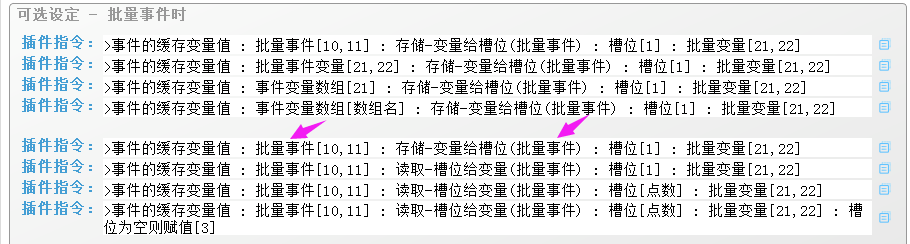 可选设定 - 批量事件时
插件指令： >事件的缓存变量值 : 批量事件[10,11] : 存储-变量给槽位(批量事件) : 槽位[1] : 批量变量[21,22]
插件指令： >事件的缓存变量值 : 批量事件变量[21,22] : 存储-变量给槽位(批量事件) : 槽位[1] : 批量变量[21,22]
插件指令： >事件的缓存变量值 : 事件变量数组[21] : 存储-变量给槽位(批量事件) : 槽位[1] : 批量变量[21,22]
插件指令： >事件的缓存变量值 : 事件变量数组[数组名] : 存储-变量给槽位(批量事件) : 槽位[1] : 批量变量[21,22]
插件指令： >事件的缓存变量值 : 批量事件[10,11] : 存储-变量给槽位(批量事件) : 槽位[1] : 批量变量[21,22]
插件指令： >事件的缓存变量值 : 批量事件[10,11] : 读取-槽位给变量(批量事件) : 槽位[1] : 批量变量[21,22]
插件指令： >事件的缓存变量值 : 批量事件[10,11] : 读取-槽位给变量(批量事件) : 槽位[点数] : 批量变量[21,22]
插件指令： >事件的缓存变量值 : 批量事件[10,11] : 读取-槽位给变量(批量事件) : 槽位[点数] : 批量变量[21,22] : 槽
位为空则赋值[3]